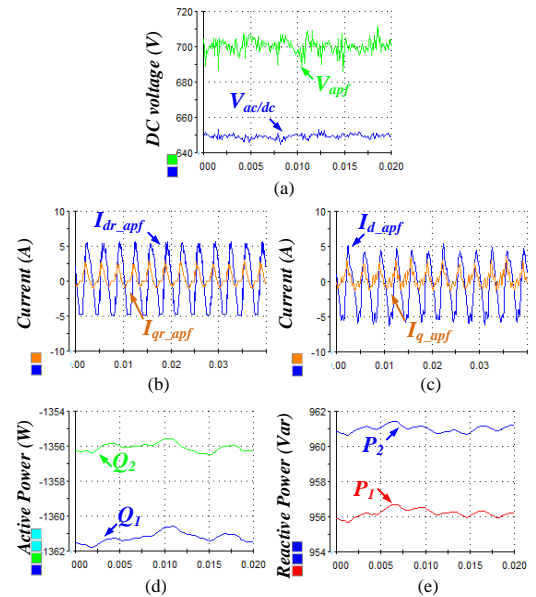 720
700
680
660
640
DC voltage (V)
V_apf
V_ac/dc
000 0.005 0.010 0.015 0.020
(a)
10
5
0
-5
-10
Current (A)
I_dr_apf
I_qr_apf
.00 0.01 0.02 0.03
(b)
10
5
0
-5
-10
Current (A)
I_d_apf
I_q_apf
.00 0.01 0.02 0.03
(c)
-1354
-1356
-1358
-1360
-1362
Active Power (W)
Q_2
Q_1
000 0.005 0.010 0.015 0.020
(d)
962
960
958
956
954
Reactive Power (Var)
P_2
P_1
000 0.005 0.010 0.015 0.020
(e)